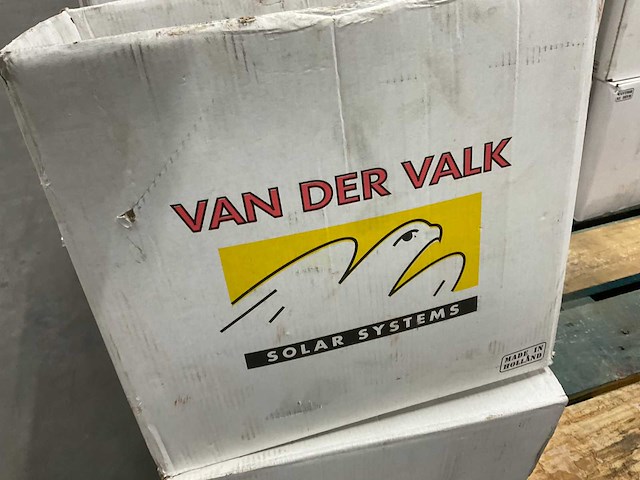 VAN DER VALK
SOLAR SYSTEMS
MADE IN
HOLLAND